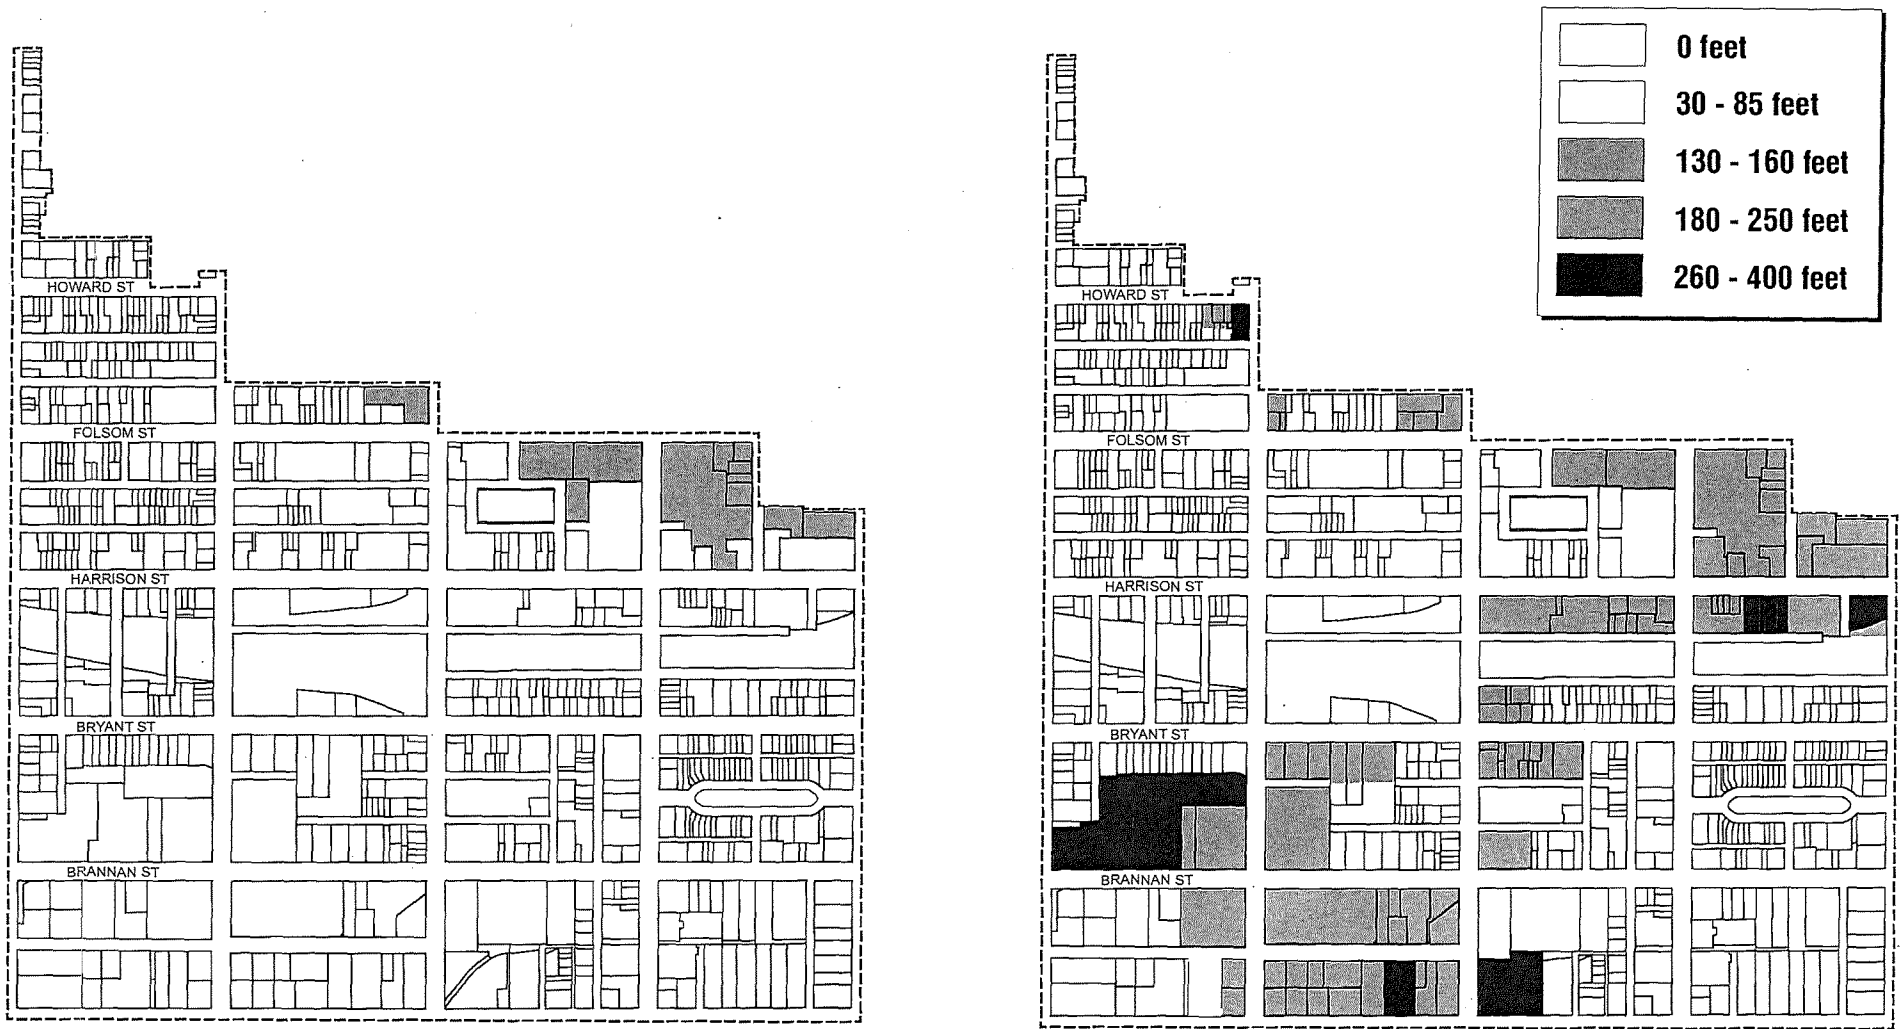 HOWARD ST
FOLSOM ST
HARRISON ST
BRYANT ST
BRANNAN ST
HOWARD ST
FOLSOM ST
HARRISON ST
BRYANT ST
BRANNAN ST
0 feet
30 - 85 feet
130 - 160 feet
180 - 250 feet
260 - 400 feet